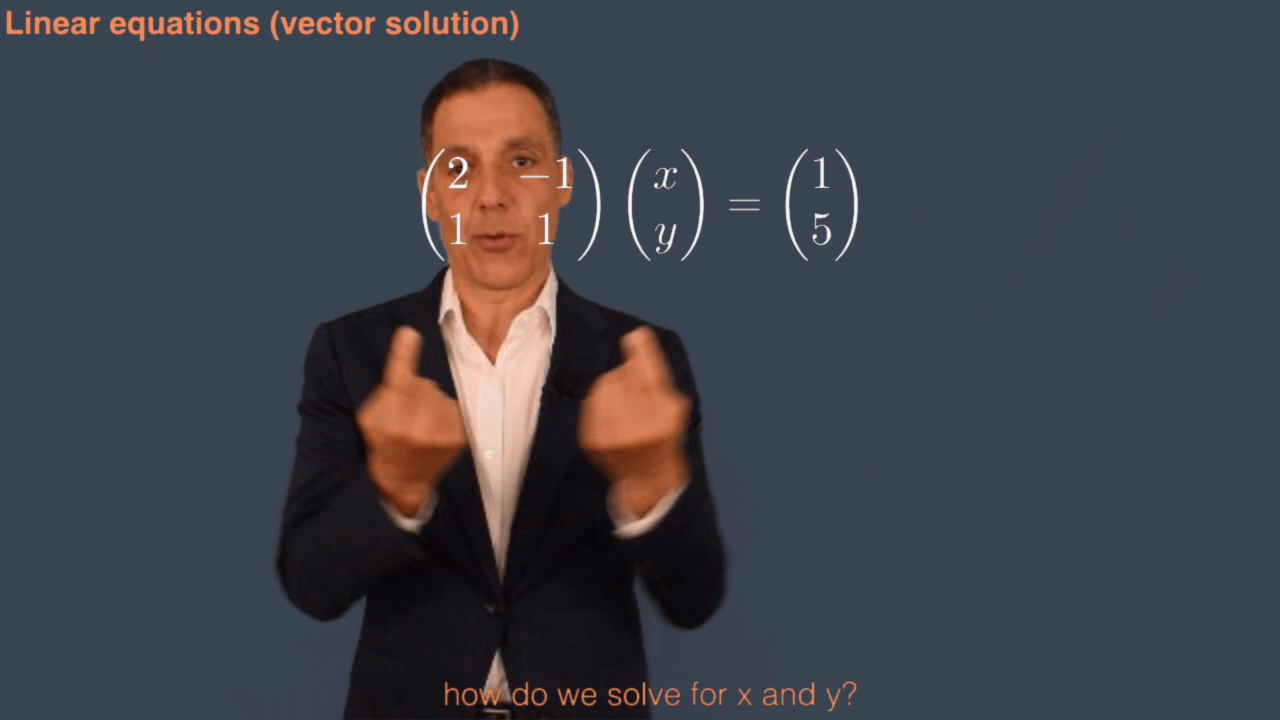 Linear equations (vector solution)
(2 −1) (x) = (1)
(1 1) (y) (5)
how do we solve for x and y?